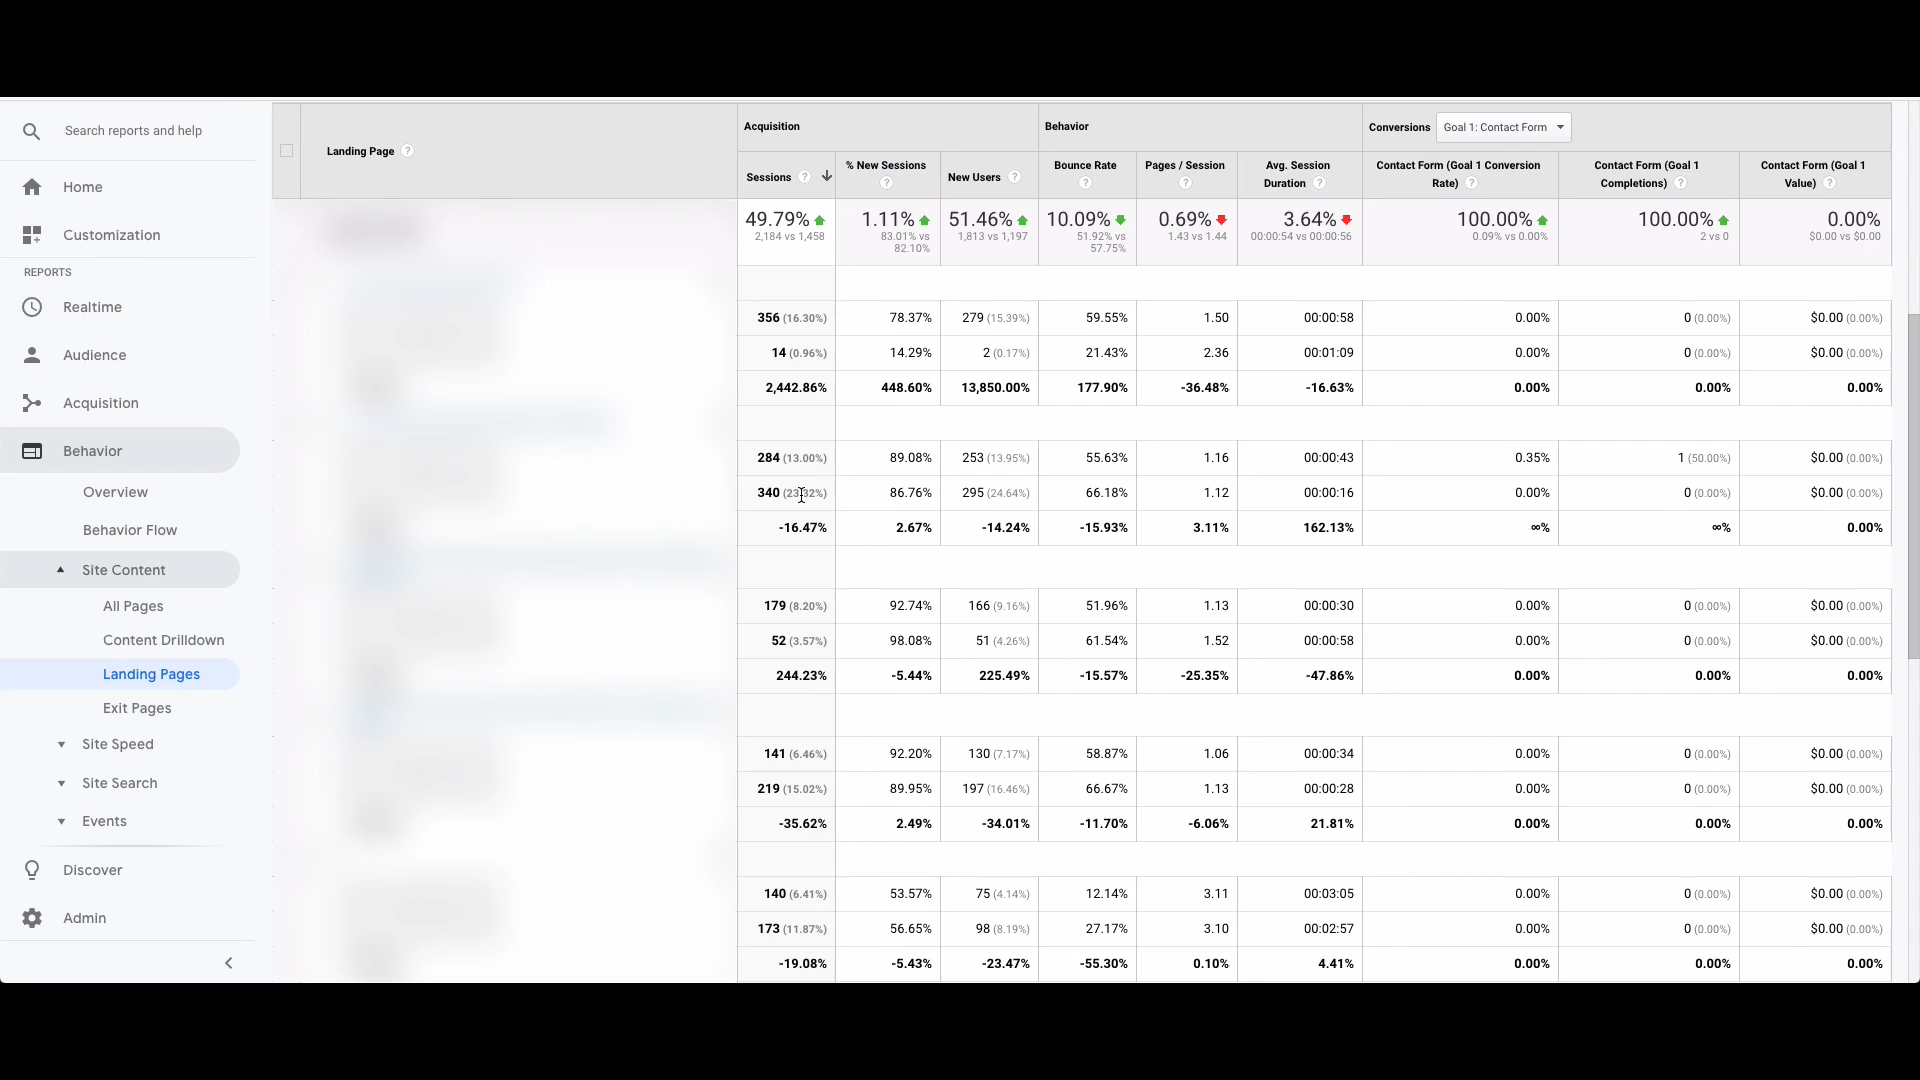 Search reports and help
Home
Customization
REPORTS
Realtime
Audience
Acquisition
Behavior
Overview
Behavior Flow
Site Content
All Pages
Content Drilldown
Landing Pages
Exit Pages
Site Speed
Site Search
Events
Discover
Admin
Landing Page ?
Acquisition Behavior Conversions Goal 1: Contact Form
Sessions ? % New Sessions ? New Users ? Bounce Rate ? Pages / Session ? Avg. Session Duration ? Contact Form (Goal 1 Conversion Rate) ? Contact Form (Goal 1 Completions) ? Contact Form (Goal 1 Value) ?
49.79% 1.11% 51.46% 10.09% 0.69% 3.64% 100.00% 100.00% 0.00%
2,184 vs 1,458 83.01% vs 82.10% 1,813 vs 1,197 51.92% vs 57.75% 1.43 vs 1.44 00:00:54 vs 00:00:56 0.09% vs 0.00% 2 vs 0 $0.00 vs $0.00
356 (16.30%) 78.37% 279 (15.39%) 59.55% 1.50 00:00:58 0.00% 0 (0.00%) $0.00 (0.00%)
14 (0.96%) 14.29% 2 (0.17%) 21.43% 2.36 00:01:09 0.00% 0 (0.00%) $0.00 (0.00%)
2,442.86% 448.60% 13,850.00% 177.90% -36.48% -16.63% 0.00% 0.00% 0.00%
284 (13.00%) 89.08% 253 (13.95%) 55.63% 1.16 00:00:43 0.35% 1 (50.00%) $0.00 (0.00%)
340 (23.32%) 86.76% 295 (24.64%) 66.18% 1.12 00:00:16 0.00% 0 (0.00%) $0.00 (0.00%)
-16.47% 2.67% -14.24% -15.93% 3.11% 162.13% ∞% ∞% 0.00%
179 (8.20%) 92.74% 166 (9.16%) 51.96% 1.13 00:00:30 0.00% 0 (0.00%) $0.00 (0.00%)
52 (3.57%) 98.08% 51 (4.26%) 61.54% 1.52 00:00:58 0.00% 0 (0.00%) $0.00 (0.00%)
244.23% -5.44% 225.49% -15.57% -25.35% -47.86% 0.00% 0.00% 0.00%
141 (6.46%) 92.20% 130 (7.17%) 58.87% 1.06 00:00:34 0.00% 0 (0.00%) $0.00 (0.00%)
219 (15.02%) 89.95% 197 (16.46%) 66.67% 1.13 00:00:28 0.00% 0 (0.00%) $0.00 (0.00%)
-35.62% 2.49% -34.01% -11.70% -6.06% 21.81% 0.00% 0.00% 0.00%
140 (6.41%) 53.57% 75 (4.14%) 12.14% 3.11 00:03:05 0.00% 0 (0.00%) $0.00 (0.00%)
173 (11.87%) 56.65% 98 (8.19%) 27.17% 3.10 00:02:57 0.00% 0 (0.00%) $0.00 (0.00%)
-19.08% -5.43% -23.47% -55.30% 0.10% 4.41% 0.00% 0.00% 0.00%